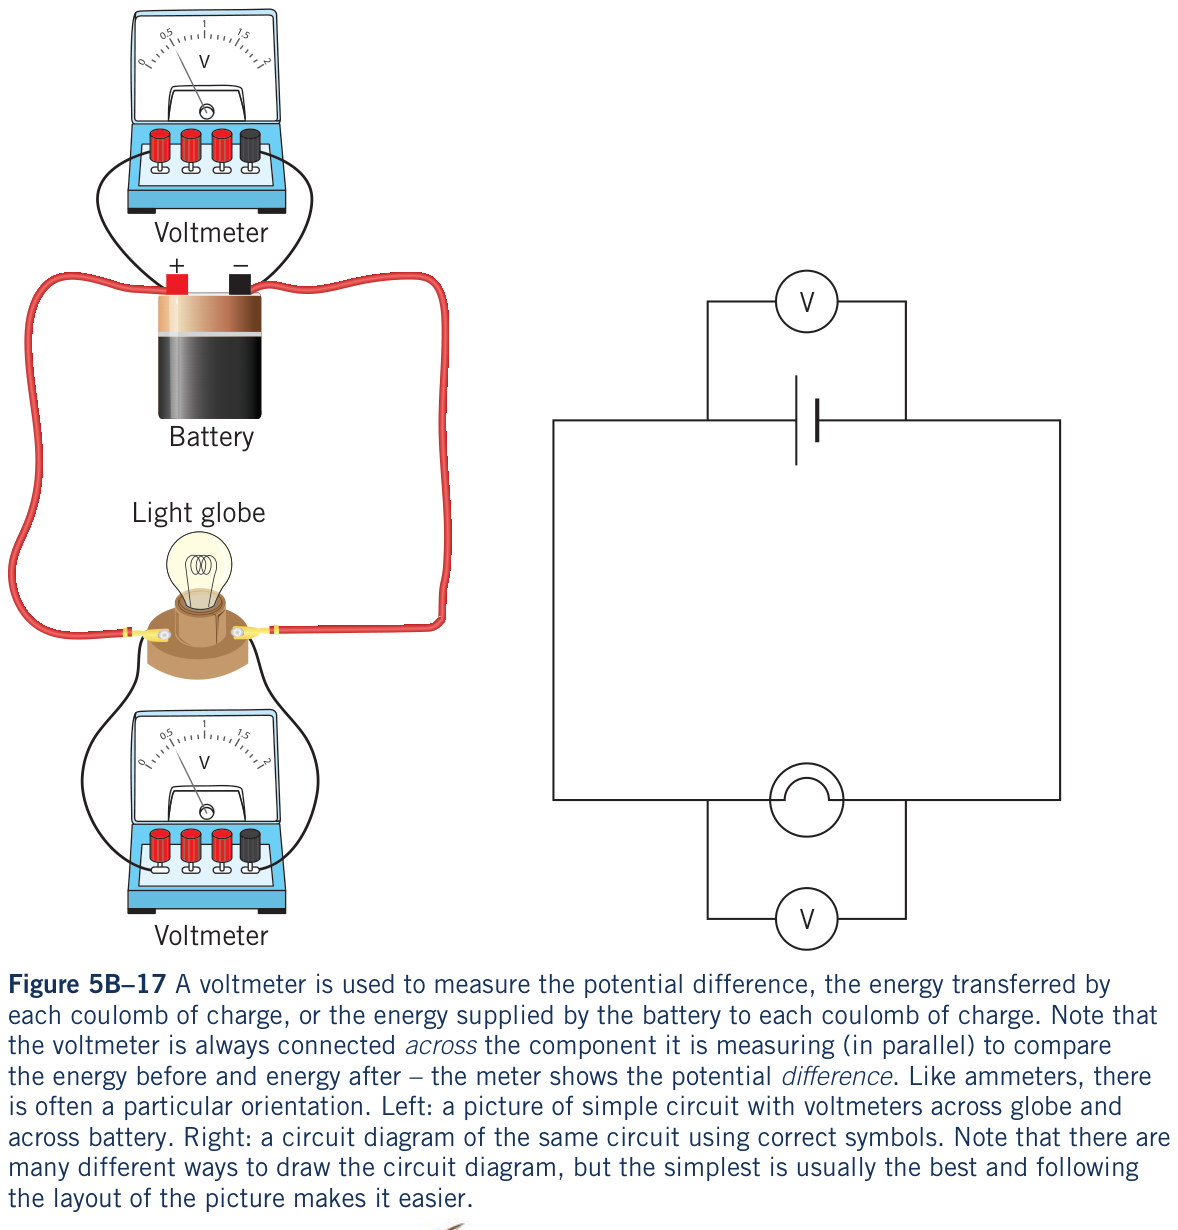 0 0.5 1 1.5 2
V
Voltmeter
+ −
Battery
Light globe
0 0.5 1 1.5 2
V
Voltmeter
V
V
Figure 5B–17 A voltmeter is used to measure the potential difference, the energy transferred by
each coulomb of charge, or the energy supplied by the battery to each coulomb of charge. Note that
the voltmeter is always connected across the component it is measuring (in parallel) to compare
the energy before and energy after – the meter shows the potential difference. Like ammeters, there
is often a particular orientation. Left: a picture of simple circuit with voltmeters across globe and
across battery. Right: a circuit diagram of the same circuit using correct symbols. Note that there are
many different ways to draw the circuit diagram, but the simplest is usually the best and following
the layout of the picture makes it easier.